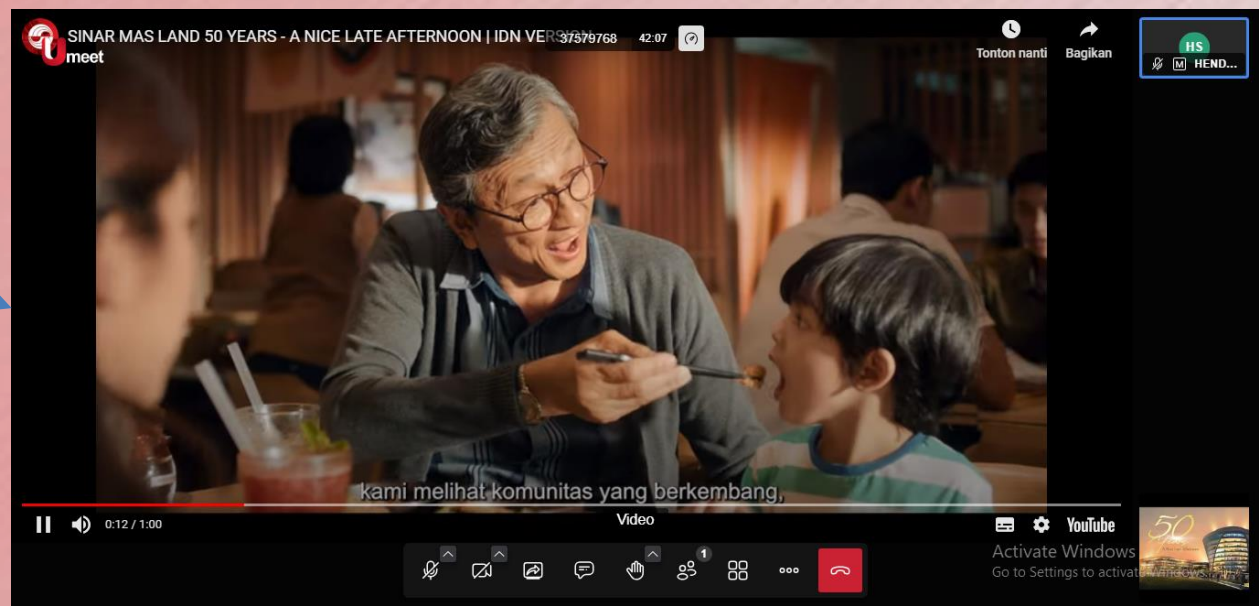 SINAR MAS LAND 50 YEARS - A NICE LATE AFTERNOON | IDN VERSION
37579768 42:07
meet
Tonton nanti
Bagikan
HS
M HEND...
kami melihat komunitas yang berkembang,
0:12 / 1:00
Video
YouTube
1
50
Activate Windows
Go to Settings to activate Windows.